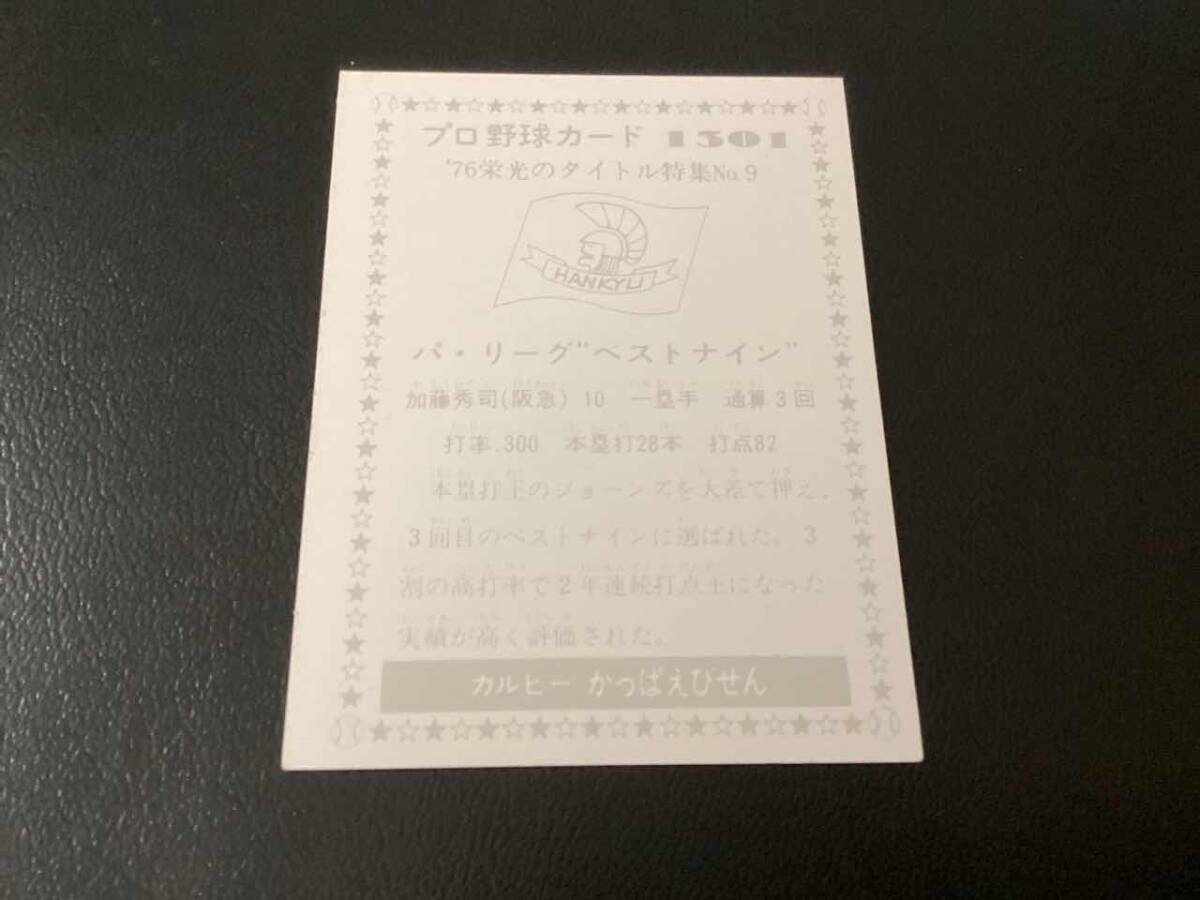 プロ野球カード 1301
'76栄光のタイトル特集No.9
HANKYU
パ・リーグ"ベストナイン"
加藤秀司(阪急) 10 一塁手 通算3回
打率.300 本塁打28本 打点82
本塁打王のジョーンズを大差で押え、
3回目のベストナインに選ばれた。3
割の高打率で2年連続打点王になった
実績が高く評価された。
カルビー かっぱえびせん